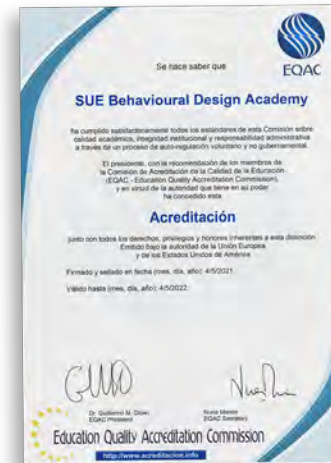 EQAC
Se hace saber que
SUE Behavioural Design Academy
ha cumplido satisfactoriamente todos los estándares de esta Comisión sobre
calidad académica, integridad institucional y responsabilidad administrativa
a través de un proceso de auto-regulación voluntario y no gubernamental.
El presidente, con la recomendación de los miembros de
la Comisión de Acreditación de la Calidad de la Educación
(EQAC - Education Quality Accreditation Commission),
y en virtud de la autoridad que tiene en su poder
ha concedido esta
Acreditación
junto con todos los derechos, privilegios y honores inherentes a esta distinción.
Emitido bajo la autoridad de la Unión Europea
y de los Estados Unidos de América.
Firmado y sellado en fecha (mes, día, año): 4/5/2021
Válido hasta (mes, día, año): 4/5/2022
Dr. Guillermo M.
EQAC President
Nuria
EQAC Secretary
Education Quality Accreditation Commission
http://www.acreditacion.info